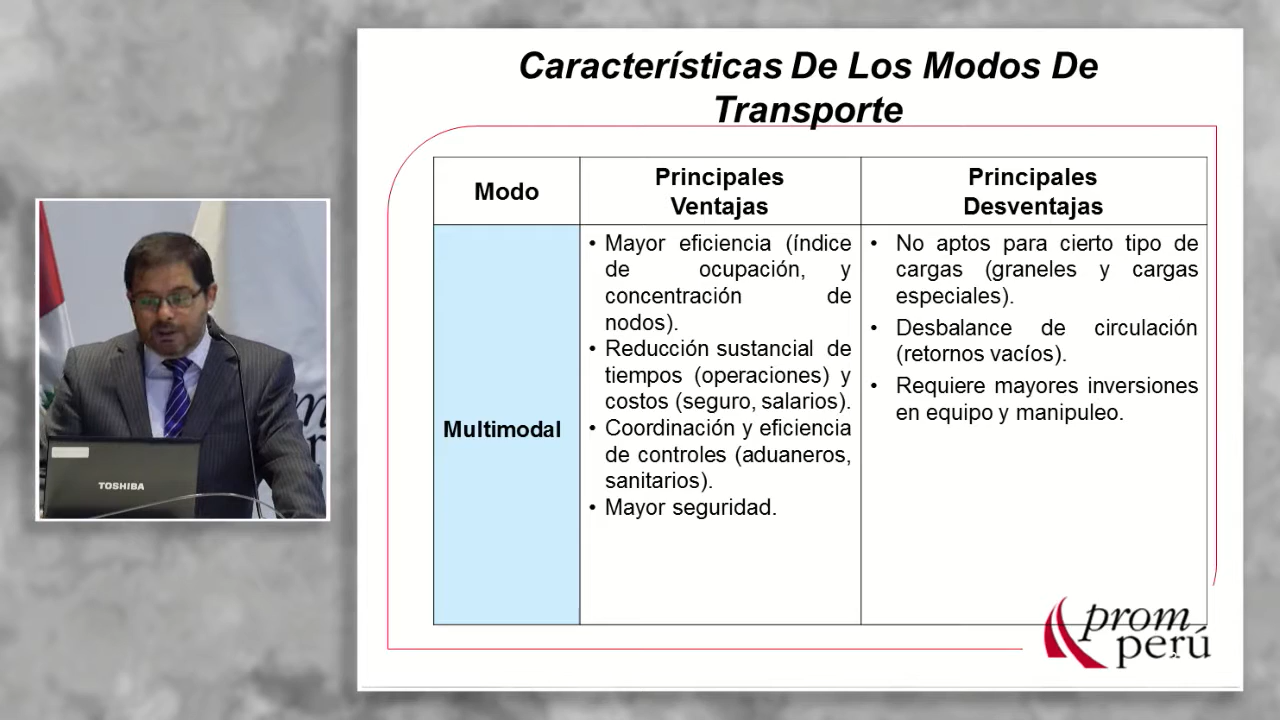 Características De Los Modos De
Transporte
Modo
Principales
Ventajas
Principales
Desventajas
Multimodal
• Mayor eficiencia (índice
de ocupación, y
concentración de
nodos).
• Reducción sustancial de
tiempos (operaciones) y
costos (seguro, salarios).
• Coordinación y eficiencia
de controles (aduaneros,
sanitarios).
• Mayor seguridad.
• No aptos para cierto tipo de
cargas (graneles y cargas
especiales).
• Desbalance de circulación
(retornos vacíos).
• Requiere mayores inversiones
en equipo y manipuleo.
prom
perú
TOSHIBA
prom
perú